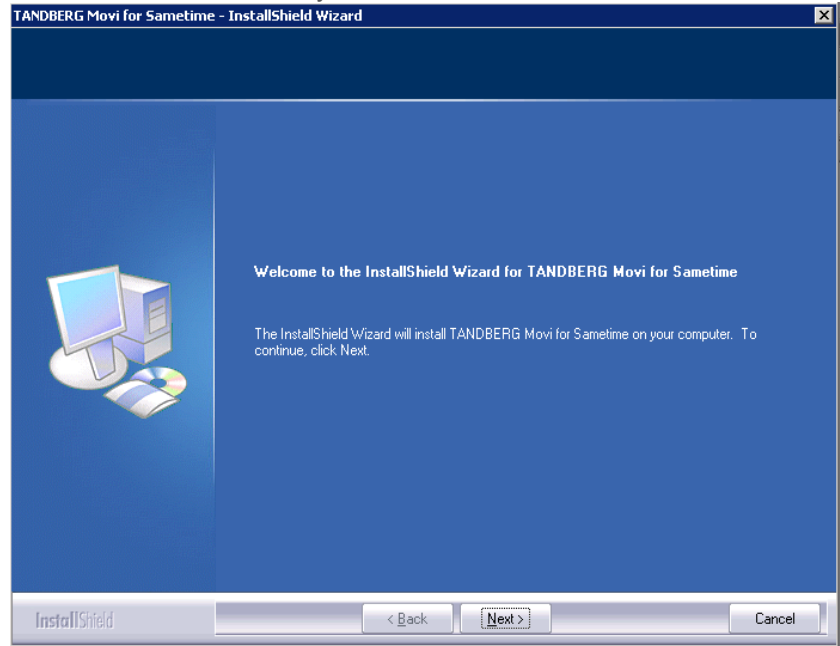 TANDBERG Movi for Sametime - InstallShield Wizard
Welcome to the InstallShield Wizard for TANDBERG Movi for Sametime
The InstallShield Wizard will install TANDBERG Movi for Sametime on your computer.  To
continue, click Next.
InstallShield
< Back
Next >
Cancel